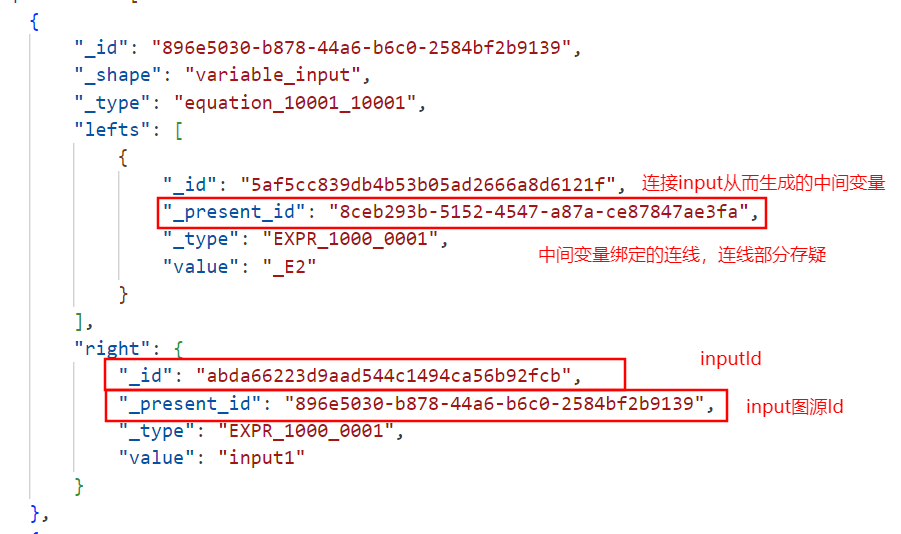 {
"_id": "896e5030-b878-44a6-b6c0-2584bf2b9139",
"_shape": "variable_input",
"_type": "equation_10001_10001",
"lefts": [
{
"_id": "5af5cc839db4b53b05ad2666a8d6121f", 连接input从而生成的中间变量
"_present_id": "8ceb293b-5152-4547-a87a-ce87847ae3fa",
"_type": "EXPR_1000_0001", 中间变量绑定的连线，连线部分存疑
"value": "_E2"
}
],
"right": { inputId
"_id": "abda66223d9aad544c1494ca56b92fcb",
"_present_id": "896e5030-b878-44a6-b6c0-2584bf2b9139", input图源Id
"_type": "EXPR_1000_0001",
"value": "input1"
}
},